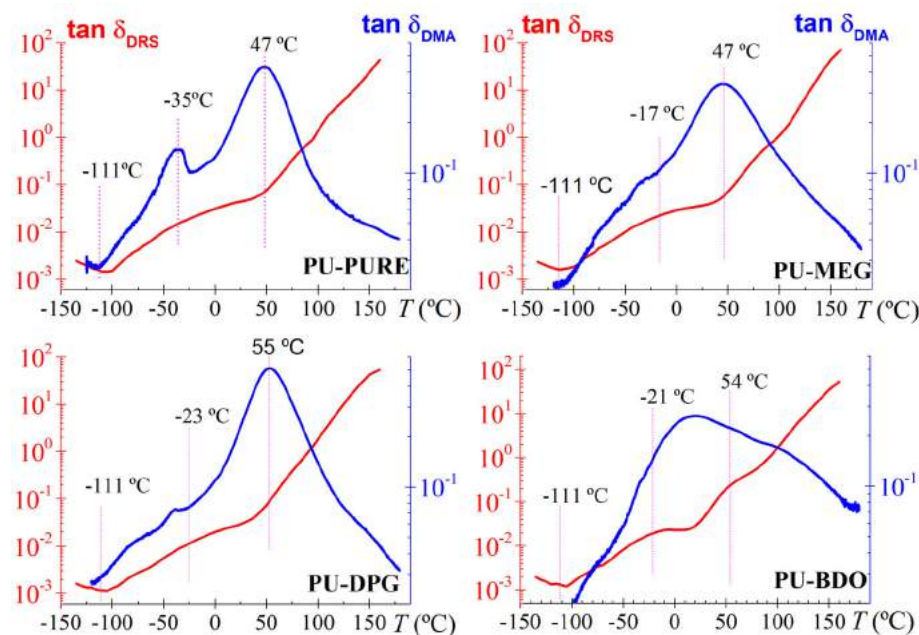 tan δDRS tan δDMA
47 ºC
-35ºC
-111ºC
10² 10¹ 10⁰ 10⁻¹ 10⁻² 10⁻³
10⁻¹
PU-PURE
-150 -100 -50 0 50 100 150 T (ºC)
tan δDRS tan δDMA
47 ºC
-17 ºC
-111 ºC
10² 10¹ 10⁰ 10⁻¹ 10⁻² 10⁻³
10⁻¹
PU-MEG
-150 -100 -50 0 50 100 150 T (ºC)
55 ºC
-23 ºC
-111 ºC
10² 10¹ 10⁰ 10⁻¹ 10⁻² 10⁻³
10⁻¹
PU-DPG
-150 -100 -50 0 50 100 150 T (ºC)
54 ºC
-21 ºC
-111 ºC
10² 10¹ 10⁰ 10⁻¹ 10⁻² 10⁻³
10⁻¹
PU-BDO
-150 -100 -50 0 50 100 150 T (ºC)